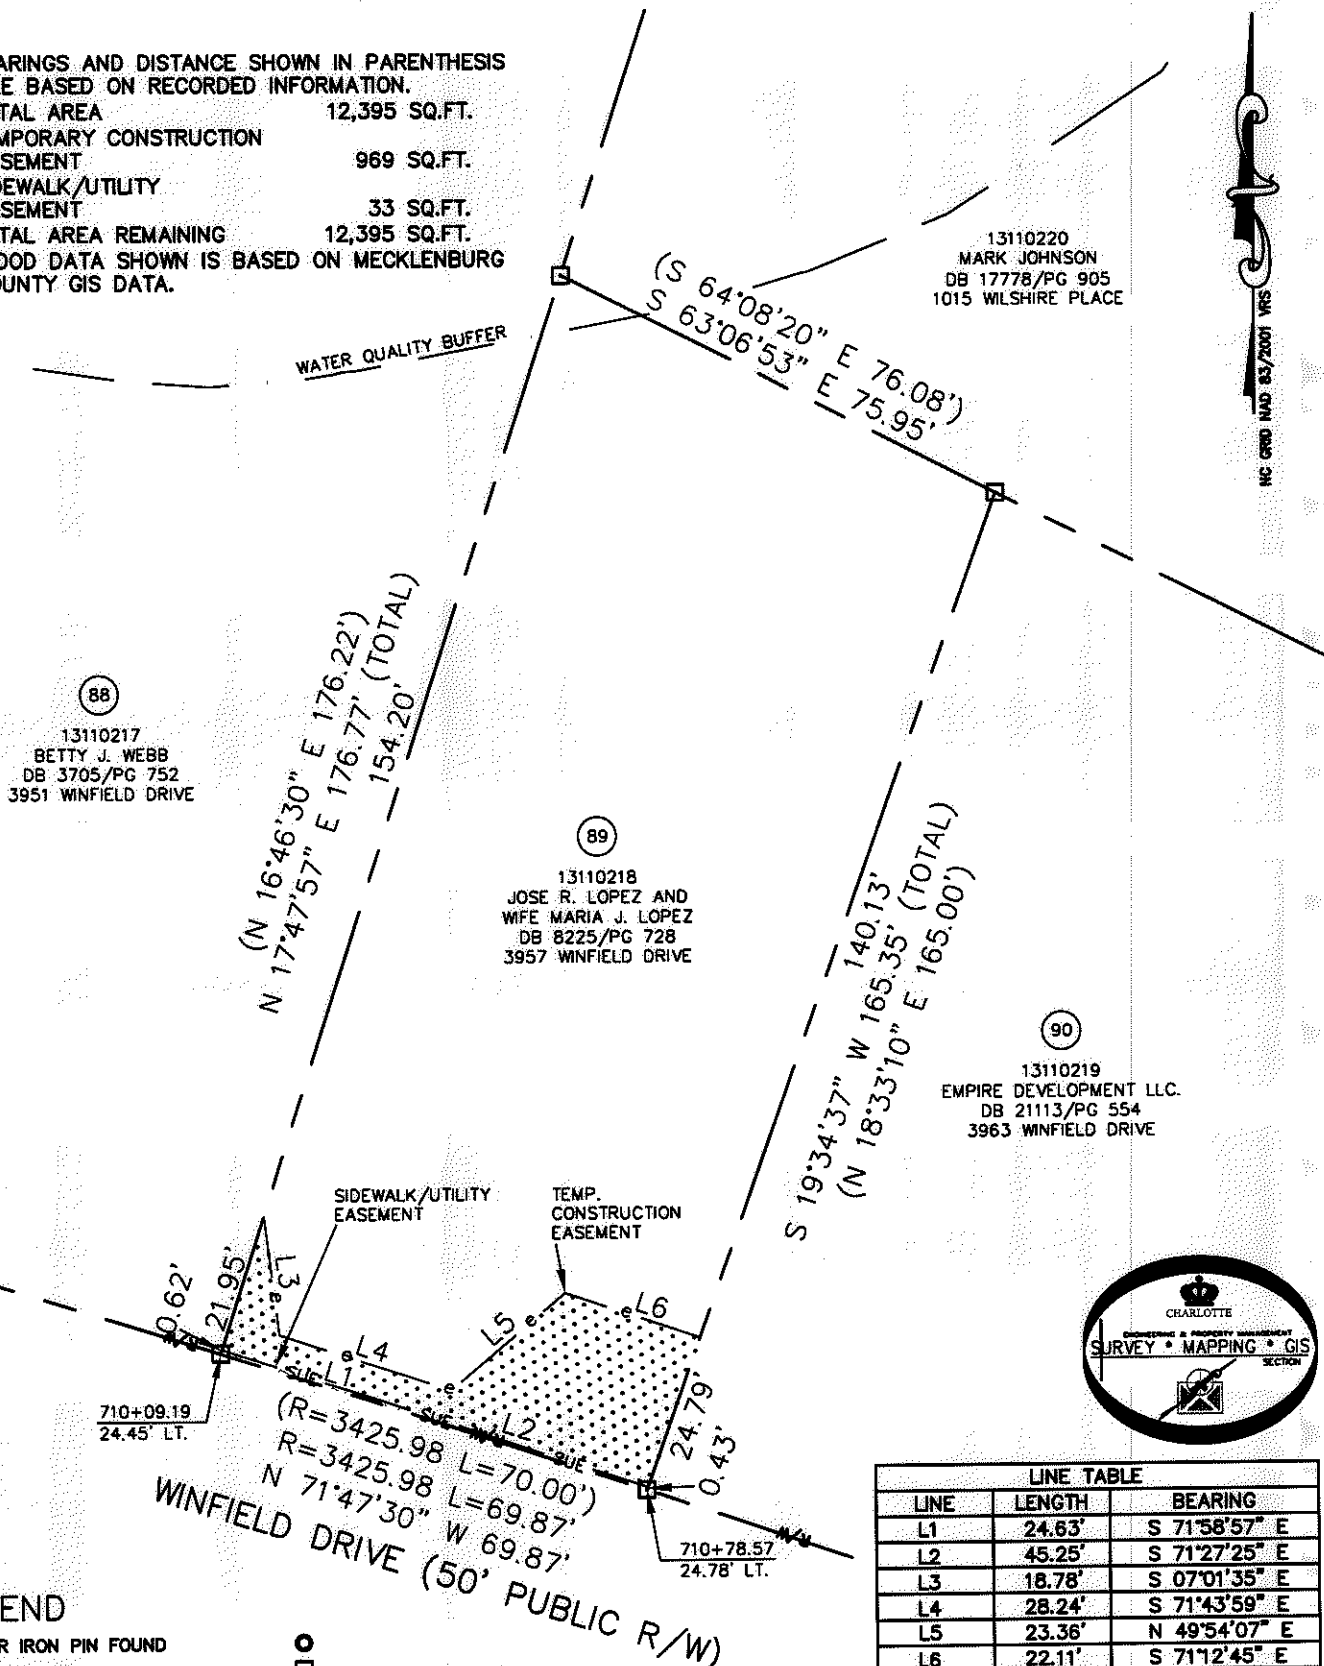 ARINGS AND DISTANCE SHOWN IN PARENTHESIS
E BASED ON RECORDED INFORMATION.
TAL AREA 12,395 SQ.FT.
MPORARY CONSTRUCTION
SEMENT 969 SQ.FT.
DEWALK/UTILITY
SEMENT 33 SQ.FT.
TAL AREA REMAINING 12,395 SQ.FT.
OOD DATA SHOWN IS BASED ON MECKLENBURG
OUNTY GIS DATA.
13110220
MARK JOHNSON
DB 17778/PG 905
1015 WILSHIRE PLACE
NC GRID NAD 83/2001 VRS
(S 64°08'20" E 76.08')
S 63°06'53" E 75.95'
WATER QUALITY BUFFER
88
13110217
BETTY J. WEBB
DB 3705/PG 752
3951 WINFIELD DRIVE
(N 16°46'30" E 176.22')
N 17°47'57" E 176.77' (TOTAL)
154.20'
89
13110218
JOSE R. LOPEZ AND
WIFE MARIA J. LOPEZ
DB 8225/PG 728
3957 WINFIELD DRIVE
140.13'
S 19°34'37" W 165.35' (TOTAL)
(N 18°33'10" E 165.00')
90
13110219
EMPIRE DEVELOPMENT LLC.
DB 21113/PG 554
3963 WINFIELD DRIVE
SIDEWALK/UTILITY
EASEMENT
TEMP.
CONSTRUCTION
EASEMENT
0.62'
21.95'
L3
e
L4
e
e
L5
e
e
L6
SUE
L1
SUE
R/W
L2
SUE
R/W
R/W
24.79'
0.43'
710+09.19
24.45' LT.
(R=3425.98 L=70.00')
R=3425.98 L=69.87'
N 71°47'30" W 69.87'
WINFIELD DRIVE (50' PUBLIC R/W)
710+78.57
24.78' LT.
CHARLOTTE
ENGINEERING & PROPERTY MANAGEMENT
SURVEY * MAPPING * GIS
SECTION
LINE TABLE
LINE LENGTH BEARING
L1 24.63' S 71°58'57" E
L2 45.25' S 71°27'25" E
L3 18.78' S 07°01'35" E
L4 28.24' S 71°43'59" E
L5 23.36' N 49°54'07" E
L6 22.11' S 71°12'45" E
END
R IRON PIN FOUND